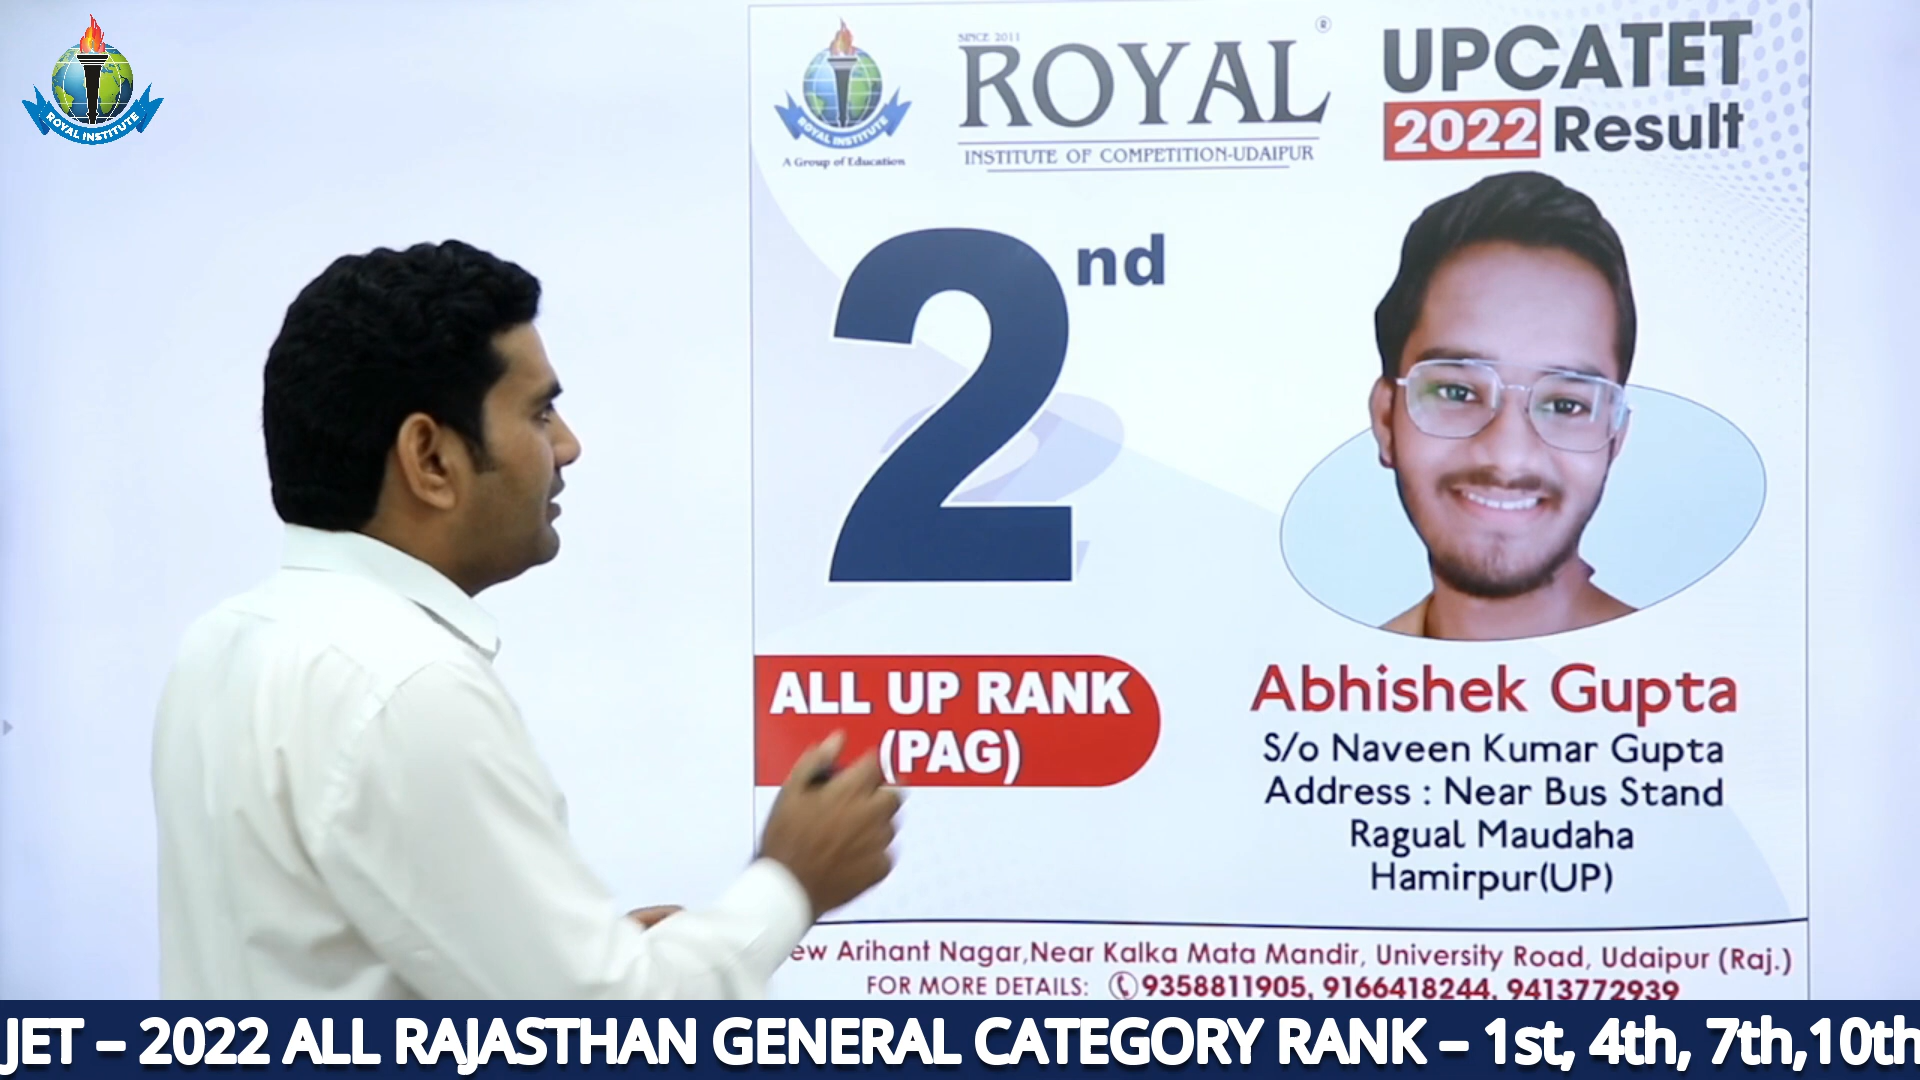 ROYAL INSTITUTE
ROYAL INSTITUTE
A Group of Education
SINCE 2011
ROYAL®
INSTITUTE OF COMPETITION-UDAIPUR
UPCATET
2022 Result
2nd
ALL UP RANK
(PAG)
Abhishek Gupta
S/o Naveen Kumar Gupta
Address : Near Bus Stand
Ragual Maudaha
Hamirpur(UP)
Arihant Nagar,Near Kalka Mata Mandir, University Road, Udaipur (Raj.)
FOR MORE DETAILS: 9358811905, 9166418244, 9413772939
JET – 2022 ALL RAJASTHAN GENERAL CATEGORY RANK – 1st, 4th, 7th,10th